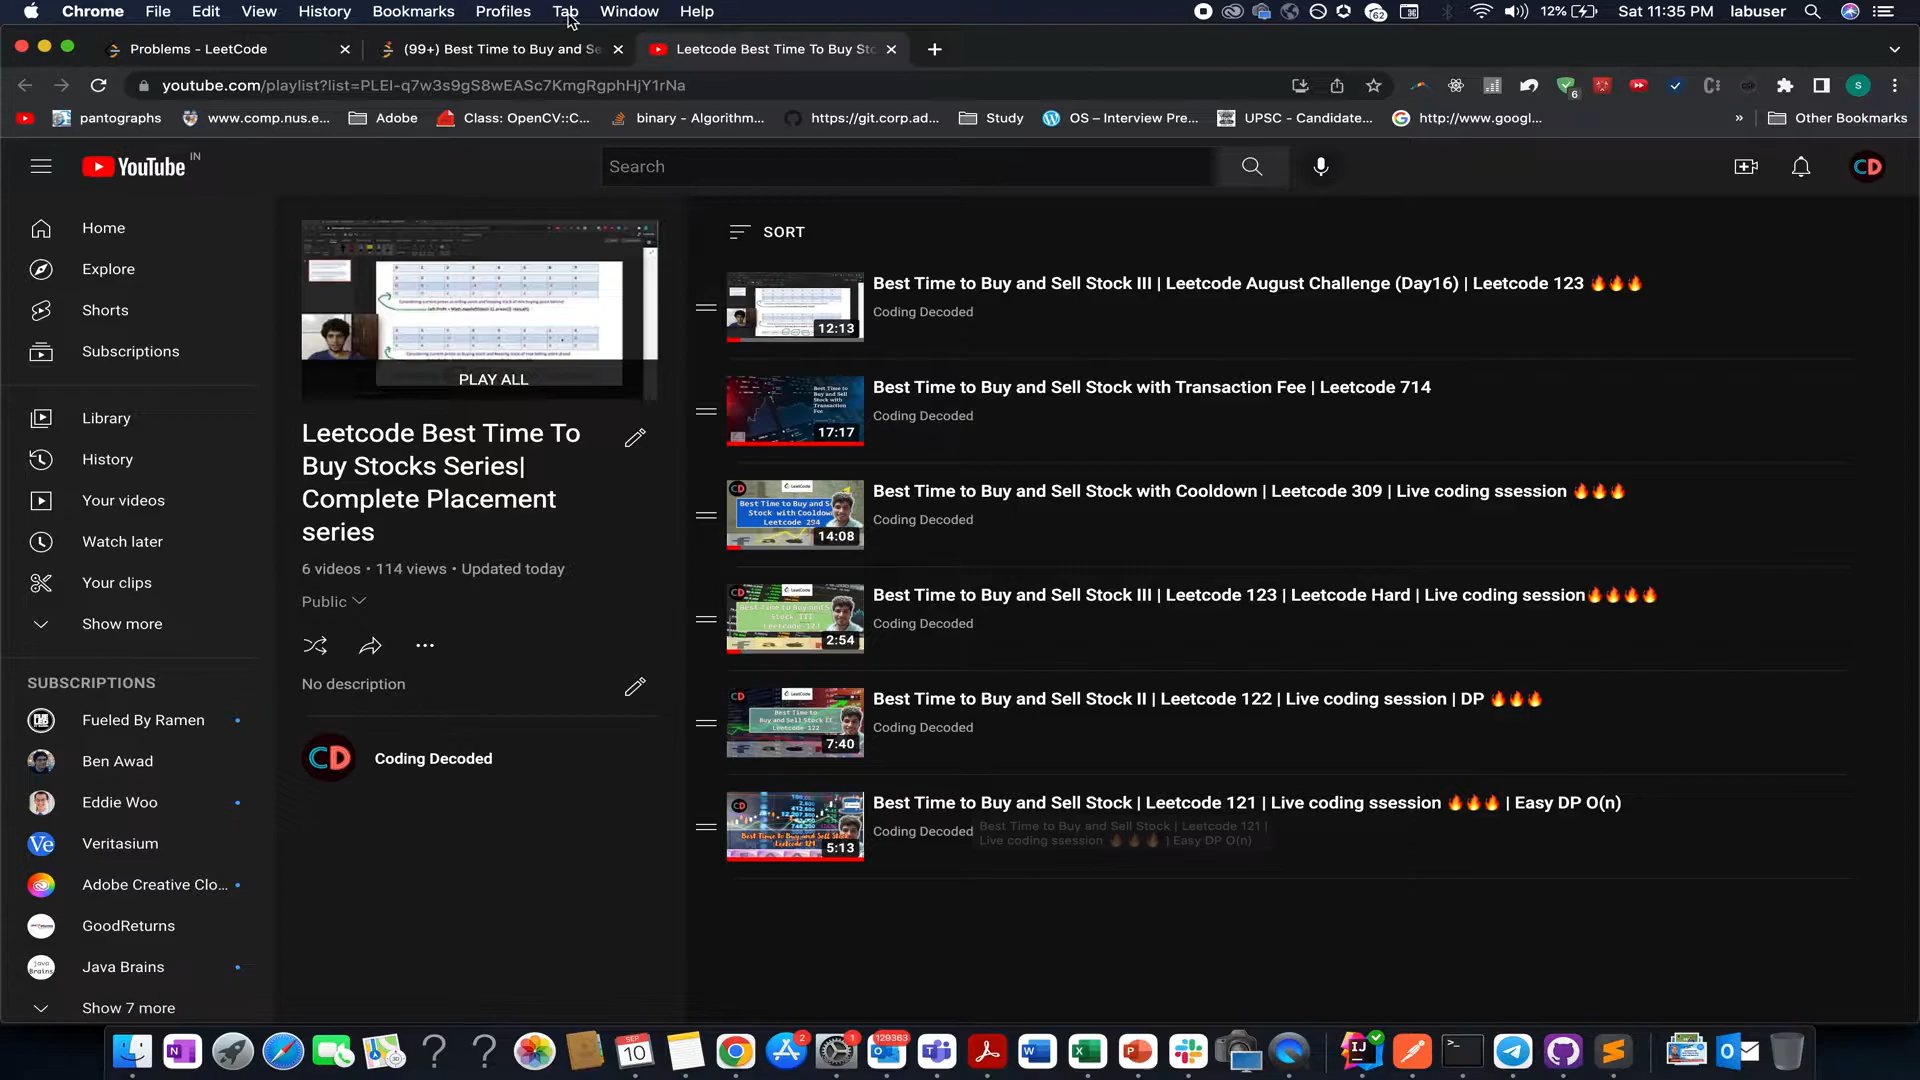 Chrome File Edit View History Bookmarks Profiles Tab Window Help 62 12% Sat 11:35 PM labuser
Problems - LeetCode (99+) Best Time to Buy and Se Leetcode Best Time To Buy Sto
youtube.com/playlist?list=PLEI-q7w3s9gS8wEASc7KmgRgphHjY1rNa 6 S
pantographs www.comp.nus.e... Adobe Class: OpenCV::C... binary - Algorithm... https://git.corp.ad... Study OS – Interview Pre... UPSC - Candidate... http://www.googl... » Other Bookmarks
YouTube IN Search CD
Home
Explore
Shorts
Subscriptions
Library
History
Your videos
Watch later
Your clips
Show more
SUBSCRIPTIONS
Fueled By Ramen
Ben Awad
Eddie Woo
Veritasium
Adobe Creative Clo...
GoodReturns
Java Brains
Show 7 more
PLAY ALL
Leetcode Best Time To
Buy Stocks Series|
Complete Placement
series
6 videos • 114 views • Updated today
Public
No description
CD Coding Decoded
SORT
Best Time to Buy and Sell Stock III | Leetcode August Challenge (Day16) | Leetcode 123 🔥🔥🔥
Coding Decoded
12:13
Best Time to Buy and Sell Stock with Transaction Fee | Leetcode 714
Coding Decoded
17:17
Best Time to Buy and Sell Stock with Cooldown | Leetcode 309 | Live coding ssession 🔥🔥🔥
Coding Decoded
14:08
Best Time to Buy and Sell Stock III | Leetcode 123 | Leetcode Hard | Live coding session🔥🔥🔥🔥
Coding Decoded
2:54
Best Time to Buy and Sell Stock II | Leetcode 122 | Live coding session | DP 🔥🔥🔥
Coding Decoded
7:40
Best Time to Buy and Sell Stock | Leetcode 121 | Live coding ssession 🔥🔥🔥 | Easy DP O(n)
Coding Decoded
5:13
Best Time to Buy and Sell Stock | Leetcode 121 |
Live coding ssession 🔥🔥🔥 | Easy DP O(n)
SEP 10 2 1 129363